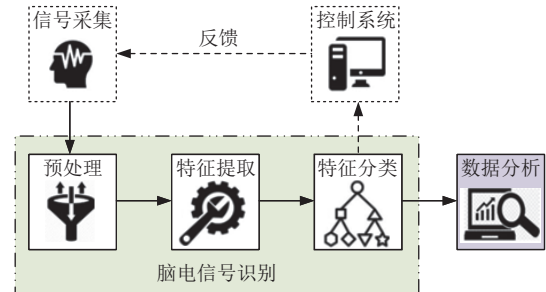 信号采集
控制系统
反馈
预处理
特征提取
特征分类
数据分析
脑电信号识别